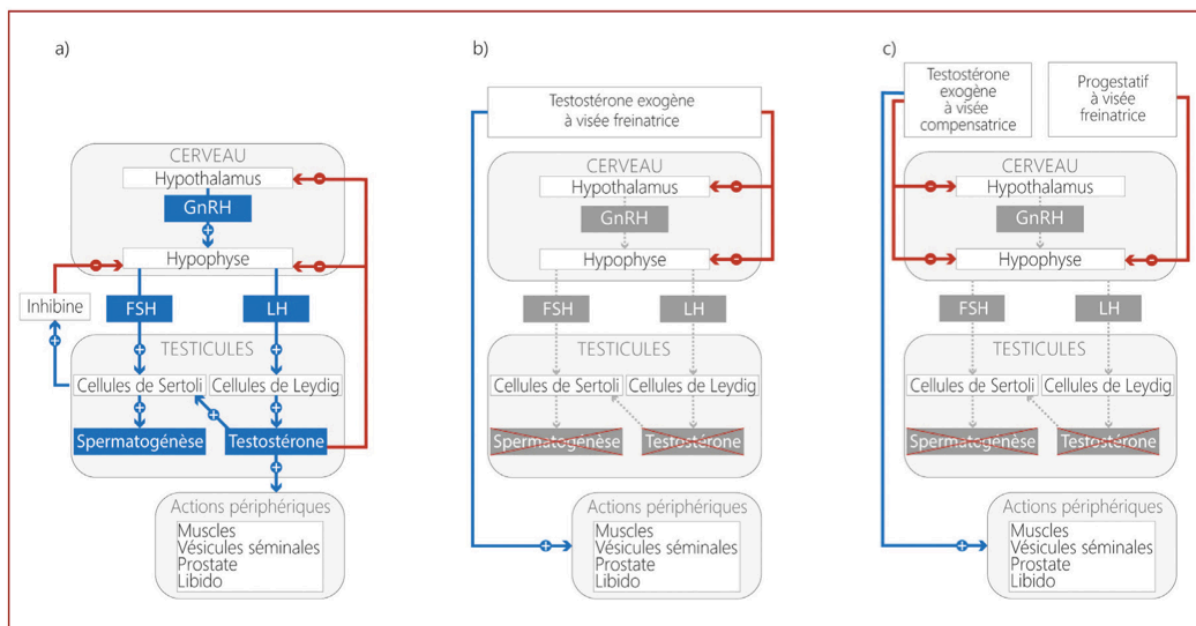 a)
CERVEAU
Hypothalamus
GnRH
Hypophyse
Inhibine
FSH
LH
TESTICULES
Cellules de Sertoli
Cellules de Leydig
Spermatogénèse
Testostérone
Actions périphériques
Muscles
Vésicules séminales
Prostate
Libido
b)
Testostérone exogène
à visée freinatrice
CERVEAU
Hypothalamus
GnRH
Hypophyse
FSH
LH
TESTICULES
Cellules de Sertoli
Cellules de Leydig
Spermatogénèse
Testostérone
Actions périphériques
Muscles
Vésicules séminales
Prostate
Libido
c)
Testostérone
exogène
à visée
compensatrice
Progestatif
à visée
freinatrice
CERVEAU
Hypothalamus
GnRH
Hypophyse
FSH
LH
TESTICULES
Cellules de Sertoli
Cellules de Leydig
Spermatogénèse
Testostérone
Actions périphériques
Muscles
Vésicules séminales
Prostate
Libido